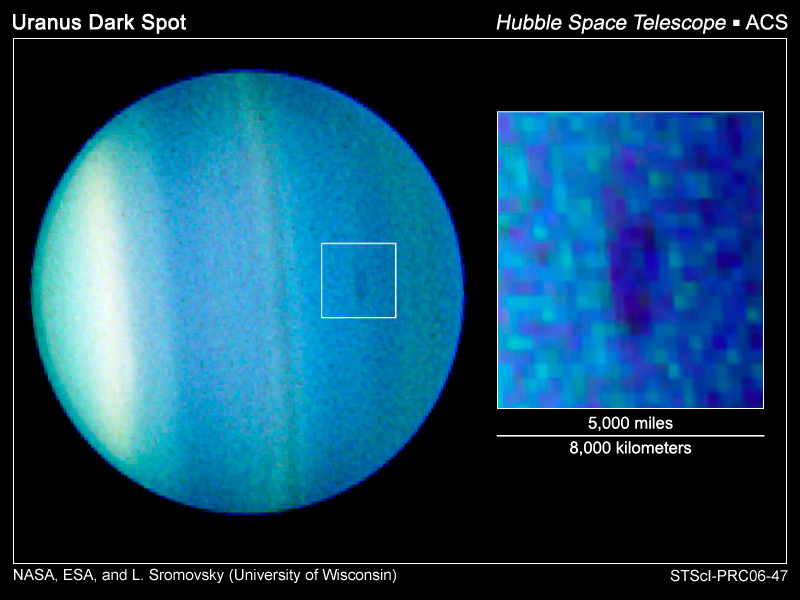 Uranus Dark Spot
Hubble Space Telescope ▪ ACS
5,000 miles
8,000 kilometers
NASA, ESA, and L. Sromovsky (University of Wisconsin)
STScI-PRC06-47